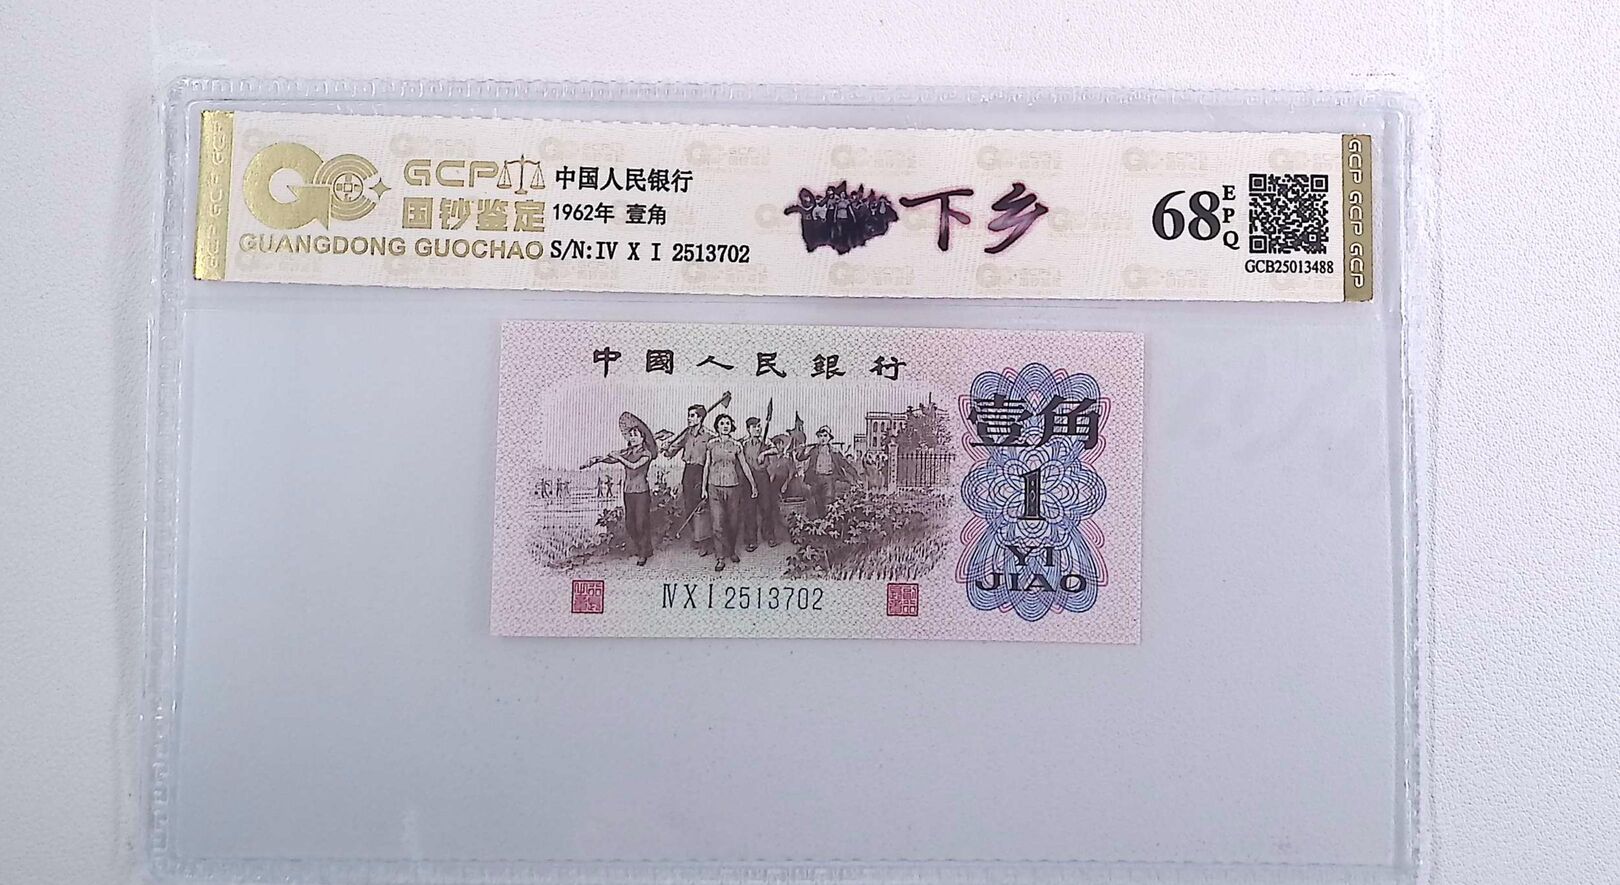 GCP
国钞鉴定
GUANGDONG GUOCHAO
中国人民银行
1962年 壹角
S/N:IV X I 2513702
下乡
68 EPQ
GCB25013488
GCP GCP GCP
中國人民銀行
壹角
1
YI
JIAO
ⅣⅩⅠ2513702